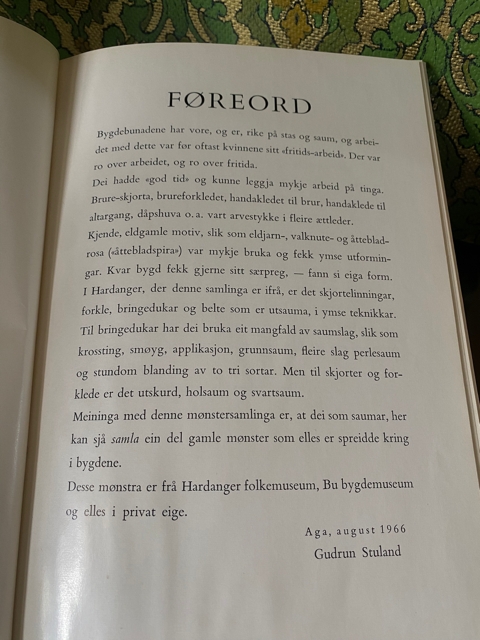 FØREORD
Bygdebunadene har vore, og er, rike på stas og saum, og arbei-
det med dette var før oftast kvinnene sitt «fritids-arbeid». Der var
ro over arbeidet, og ro over fritida.
Dei hadde «god tid» og kunne leggja mykje arbeid på tinga.
Brure-skjorta, brureforkledet, handakledet til brur, handaklede til
altargang, dåpshuva o. a. vart arvestykke i fleire ættleder.
Kjende, eldgamle motiv, slik som eldjarn-, valknute- og åttebladrosa
rosa («åttebladspira») var mykje bruka og fekk ymse utformin-
gar. Kvar bygd fekk gjerne sitt særpreg, — fann si eiga form.
I Hardanger, der denne samlinga er ifrå, er det skjortelinningar,
forkle, bringedukar og belte som er utsauma, i ymse teknikkar.
Til bringedukar har dei bruka eit mangfald av saumslag, slik som
krossting, smøyg, applikasjon, grunnsaum, fleire slag perlesaum
og stundom blanding av to tri sortar. Men til skjorter og for-
klede er det utskurd, holsaum og svartsaum.
Meininga med denne mønstersamlinga er, at dei som saumar, her
kan sjå samla ein del gamle mønster som elles er spreidde kring
i bygdene.
Desse mønstra er frå Hardanger folkemuseum, Bu bygdemuseum
og elles i privat eige.
Aga, august 1966
Gudrun Stuland